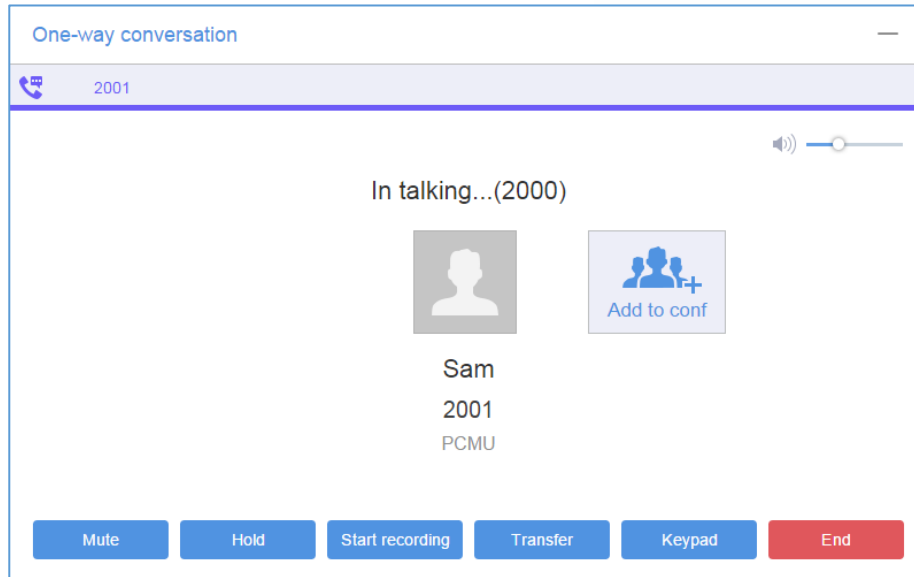 One-way conversation
2001
In talking...(2000)
Add to conf
Sam
2001
PCMU
Mute Hold Start recording Transfer Keypad End